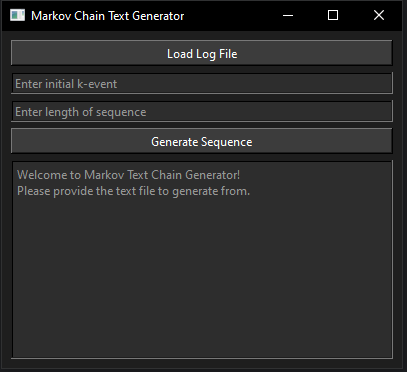 Markov Chain Text Generator
Load Log File
Enter initial k-event
Enter length of sequence
Generate Sequence
Welcome to Markov Text Chain Generator!
Please provide the text file to generate from.